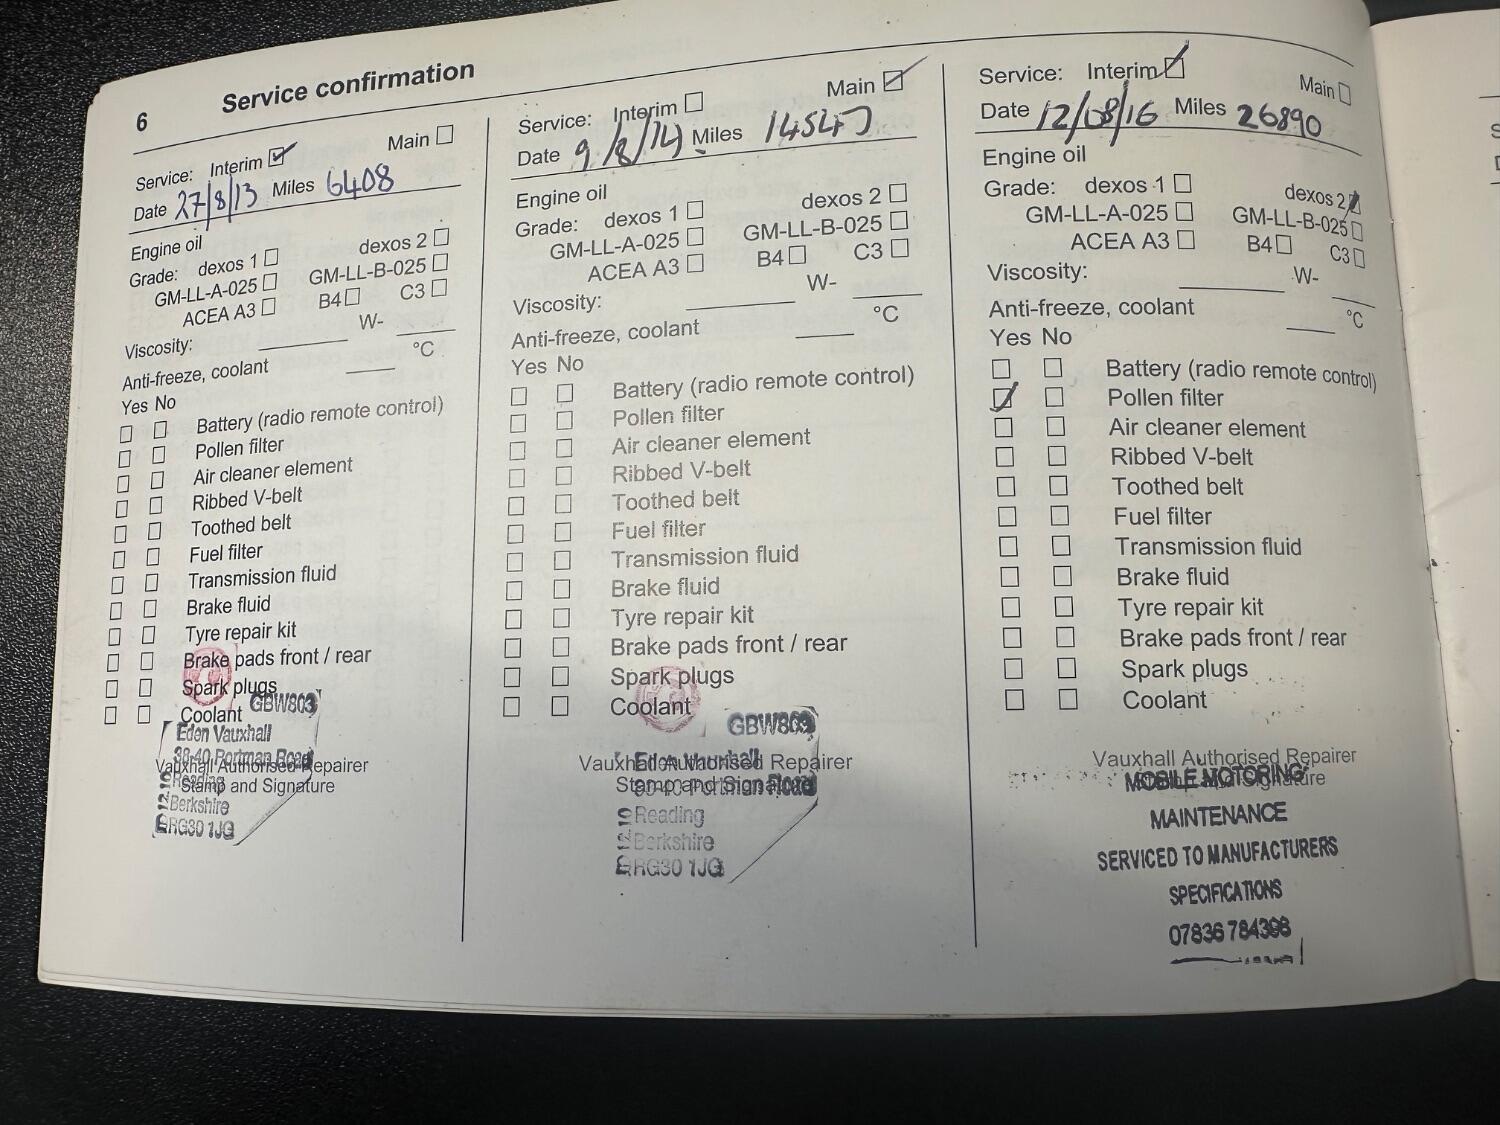 6 Service confirmation
Service: Interim Main
Date 27/8/13 Miles 6408
Engine oil
Grade: dexos 1 dexos 2
GM-LL-A-025 GM-LL-B-025
ACEA A3 B4 C3
Viscosity: W-
Anti-freeze, coolant °C
Yes No
Battery (radio remote control)
Pollen filter
Air cleaner element
Ribbed V-belt
Toothed belt
Fuel filter
Transmission fluid
Brake fluid
Tyre repair kit
Brake pads front / rear
Spark plugs
Coolant
GBW803
Eden Vauxhall
38-40 Portman Road
Vauxhall Authorised Repairer
Stamp and Signature
Reading
Berkshire
RG30 1JG
Service: Interim Main
Date 9/8/14 Miles
Engine oil
Grade: dexos 1 dexos 2
GM-LL-A-025 GM-LL-B-025
ACEA A3 B4 C3
Viscosity: W-
Anti-freeze, coolant °C
Yes No
Battery (radio remote control)
Pollen filter
Air cleaner element
Ribbed V-belt
Toothed belt
Fuel filter
Transmission fluid
Brake fluid
Tyre repair kit
Brake pads front / rear
Spark plugs
Coolant
GBW803
Eden Vauxhall
Vauxhall Authorised Repairer
Stamp and Signature
38-40 Portman Road
Reading
Berkshire
RG30 1JG
Service: Interim Main
Date 12/08/16 Miles 26890
Engine oil
Grade: dexos 1 dexos 2
GM-LL-A-025 GM-LL-B-025
ACEA A3 B4 C3
Viscosity: W-
Anti-freeze, coolant °C
Yes No
Battery (radio remote control)
Pollen filter
Air cleaner element
Ribbed V-belt
Toothed belt
Fuel filter
Transmission fluid
Brake fluid
Tyre repair kit
Brake pads front / rear
Spark plugs
Coolant
Vauxhall Authorised Repairer
Stamp and Signature
MOBILE MOTORING
MAINTENANCE
SERVICED TO MANUFACTURERS
SPECIFICATIONS
07836 784398